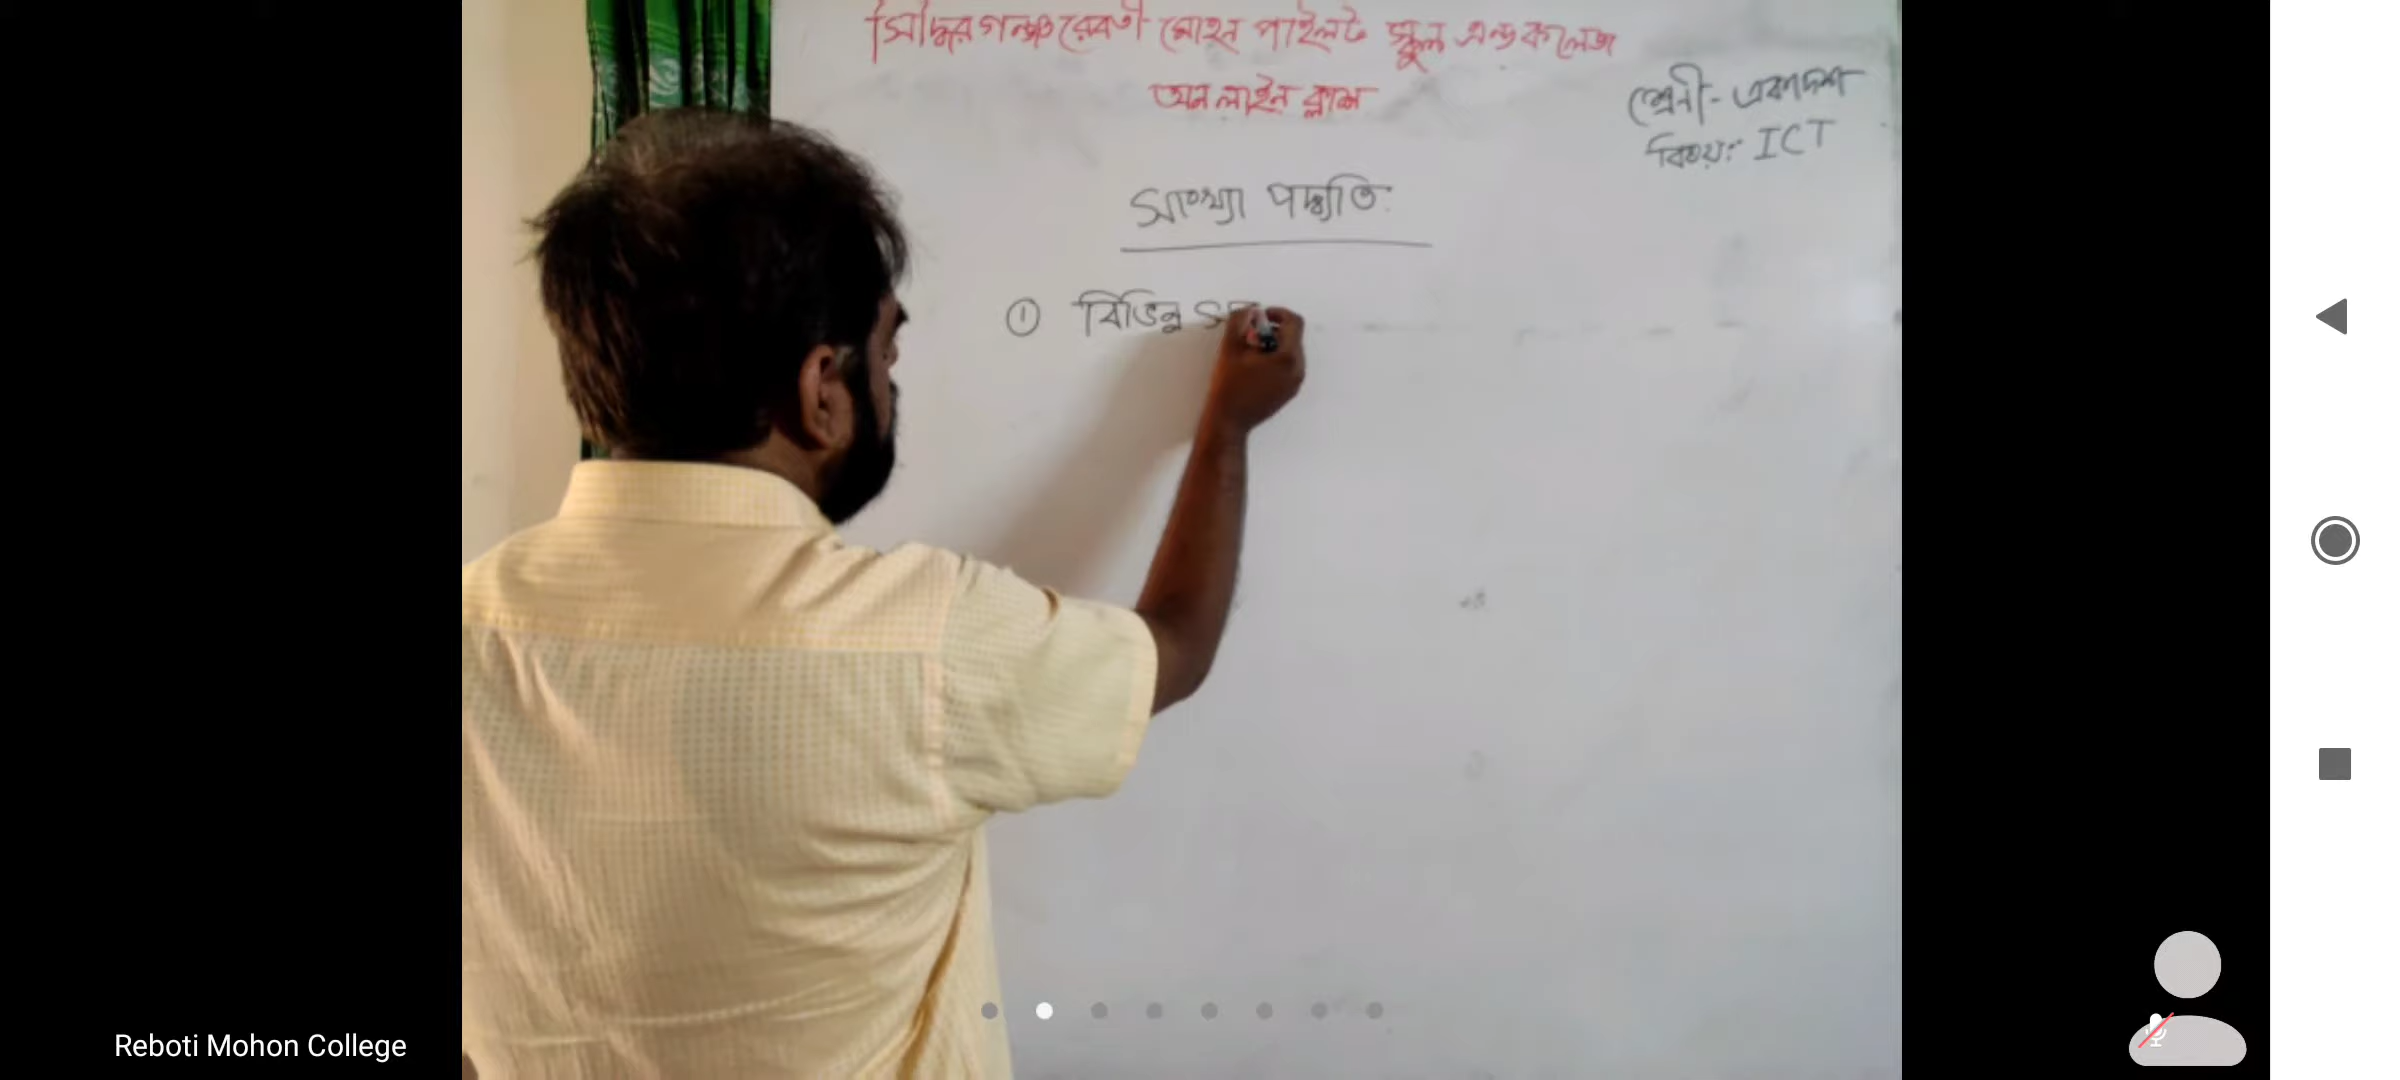 সিদ্ধিরগঞ্জ রেবতী মোহন পাইলট স্কুল এন্ড কলেজ
অনলাইন ক্লাশ
শ্রেনী - একাদশ
বিষয়: ICT
সংখ্যা পদ্ধতি
① বিভিন্ন
Reboti Mohon College